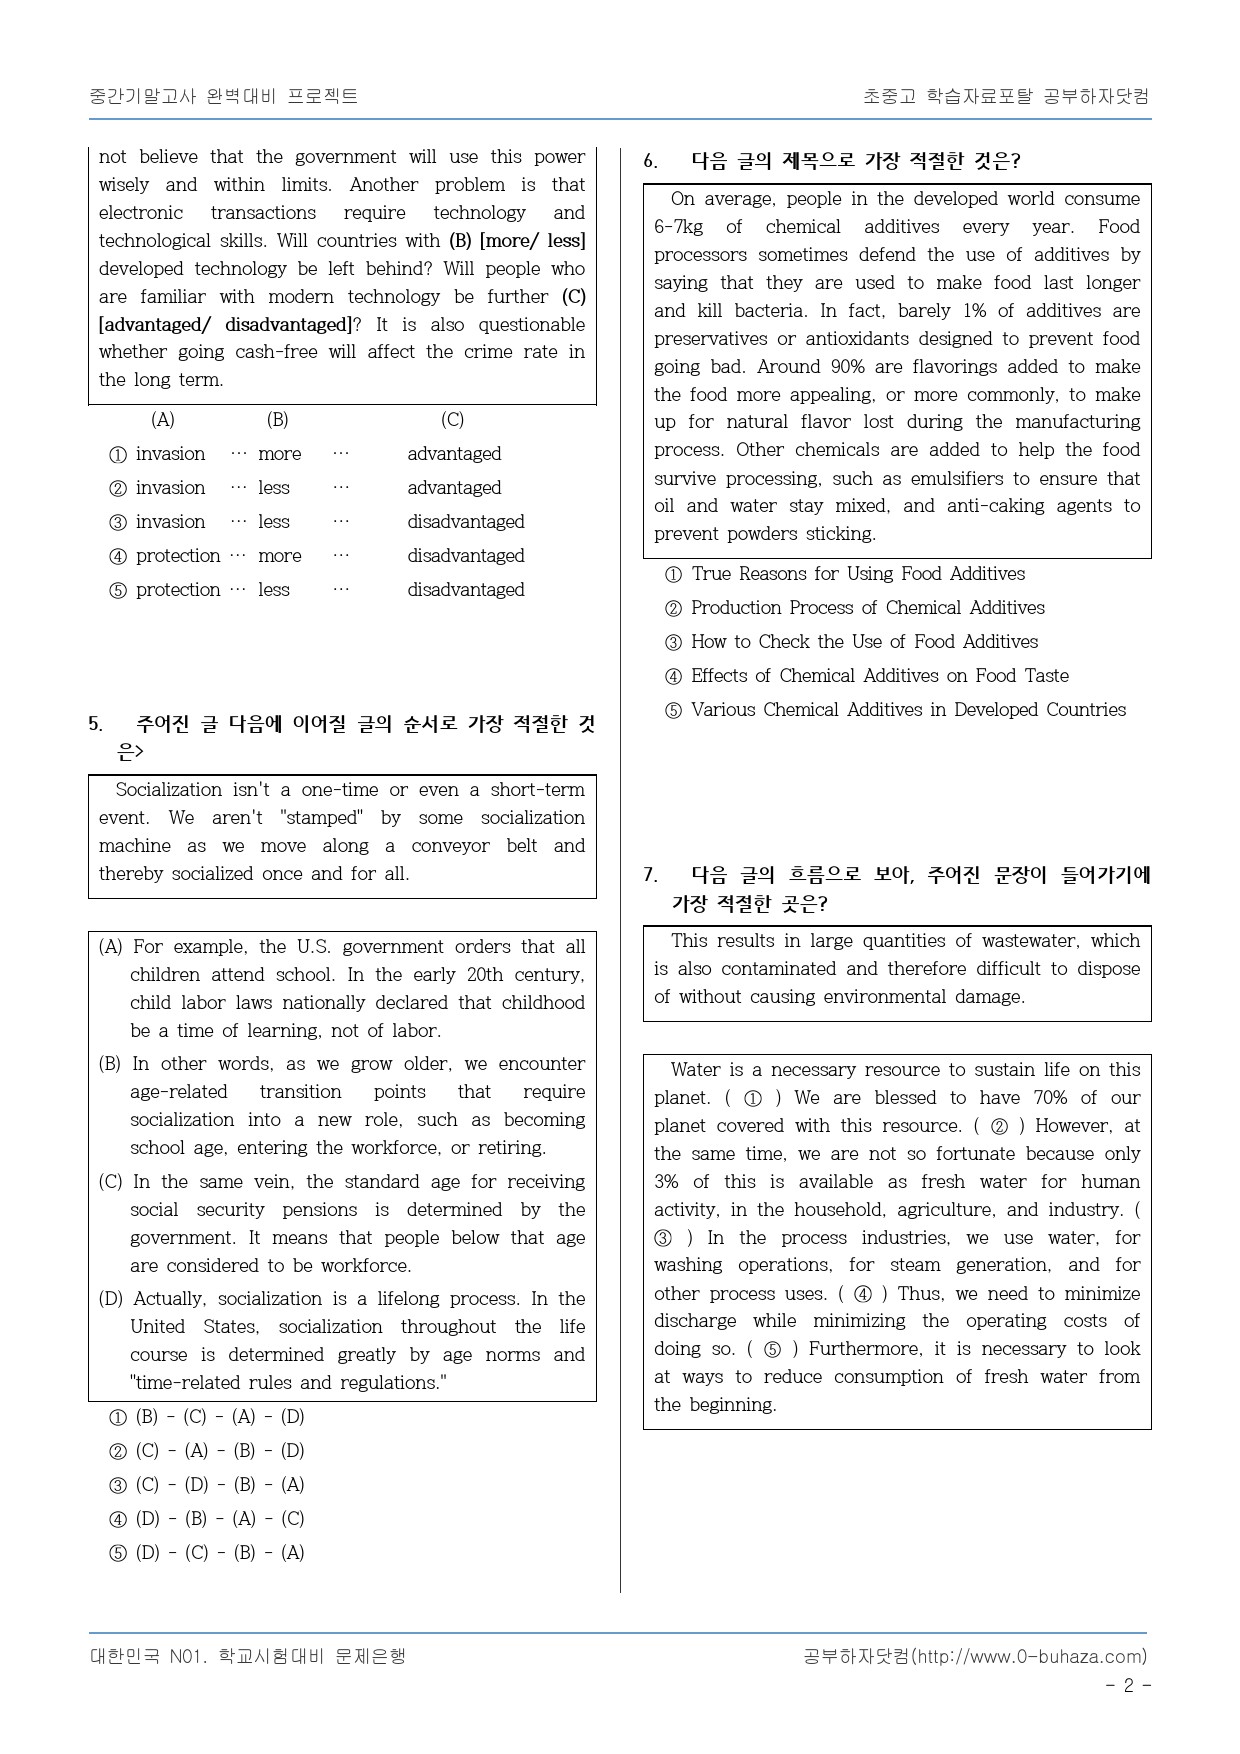 중간기말고사 완벽대비 프로젝트
초중고 학습자료포탈 공부하자닷컴
not believe that the government will use this power
wisely and within limits. Another problem is that
electronic transactions require technology and
technological skills. Will countries with (B) [more/ less]
developed technology be left behind? Will people who
are familiar with modern technology be further (C)
[advantaged/ disadvantaged]? It is also questionable
whether going cash-free will affect the crime rate in
the long term.
(A) (B) (C)
① invasion … more … advantaged
② invasion … less … advantaged
③ invasion … less … disadvantaged
④ protection … more … disadvantaged
⑤ protection … less … disadvantaged
5. 주어진 글 다음에 이어질 글의 순서로 가장 적절한 것
은>
Socialization isn't a one-time or even a short-term
event. We aren't "stamped" by some socialization
machine as we move along a conveyor belt and
thereby socialized once and for all.
(A) For example, the U.S. government orders that all
children attend school. In the early 20th century,
child labor laws nationally declared that childhood
be a time of learning, not of labor.
(B) In other words, as we grow older, we encounter
age-related transition points that require
socialization into a new role, such as becoming
school age, entering the workforce, or retiring.
(C) In the same vein, the standard age for receiving
social security pensions is determined by the
government. It means that people below that age
are considered to be workforce.
(D) Actually, socialization is a lifelong process. In the
United States, socialization throughout the life
course is determined greatly by age norms and
"time-related rules and regulations."
① (B) - (C) - (A) - (D)
② (C) - (A) - (B) - (D)
③ (C) - (D) - (B) - (A)
④ (D) - (B) - (A) - (C)
⑤ (D) - (C) - (B) - (A)
6. 다음 글의 제목으로 가장 적절한 것은?
On average, people in the developed world consume
6-7kg of chemical additives every year. Food
processors sometimes defend the use of additives by
saying that they are used to make food last longer
and kill bacteria. In fact, barely 1% of additives are
preservatives or antioxidants designed to prevent food
going bad. Around 90% are flavorings added to make
the food more appealing, or more commonly, to make
up for natural flavor lost during the manufacturing
process. Other chemicals are added to help the food
survive processing, such as emulsifiers to ensure that
oil and water stay mixed, and anti-caking agents to
prevent powders sticking.
① True Reasons for Using Food Additives
② Production Process of Chemical Additives
③ How to Check the Use of Food Additives
④ Effects of Chemical Additives on Food Taste
⑤ Various Chemical Additives in Developed Countries
7. 다음 글의 흐름으로 보아, 주어진 문장이 들어가기에
가장 적절한 곳은?
This results in large quantities of wastewater, which
is also contaminated and therefore difficult to dispose
of without causing environmental damage.
Water is a necessary resource to sustain life on this
planet. ( ① ) We are blessed to have 70% of our
planet covered with this resource. ( ② ) However, at
the same time, we are not so fortunate because only
3% of this is available as fresh water for human
activity, in the household, agriculture, and industry. (
③ ) In the process industries, we use water, for
washing operations, for steam generation, and for
other process uses. ( ④ ) Thus, we need to minimize
discharge while minimizing the operating costs of
doing so. ( ⑤ ) Furthermore, it is necessary to look
at ways to reduce consumption of fresh water from
the beginning.
대한민국 N01. 학교시험대비 문제은행
공부하자닷컴(http://www.0-buhaza.com)
- 2 -